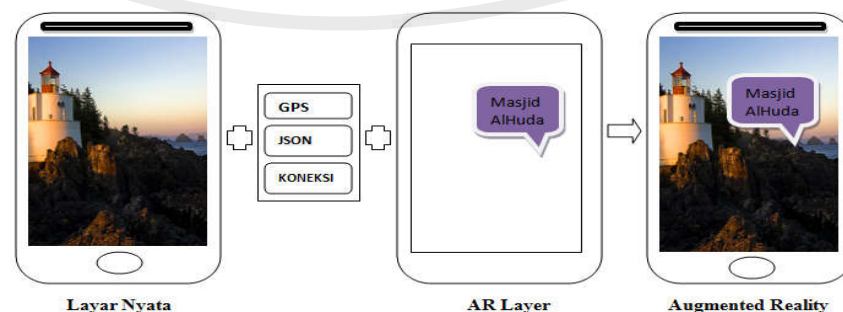 GPS
JSON
KONEKSI
Masjid
AlHuda
Masjid
AlHuda
Layar Nyata
AR Layer
Augmented Reality